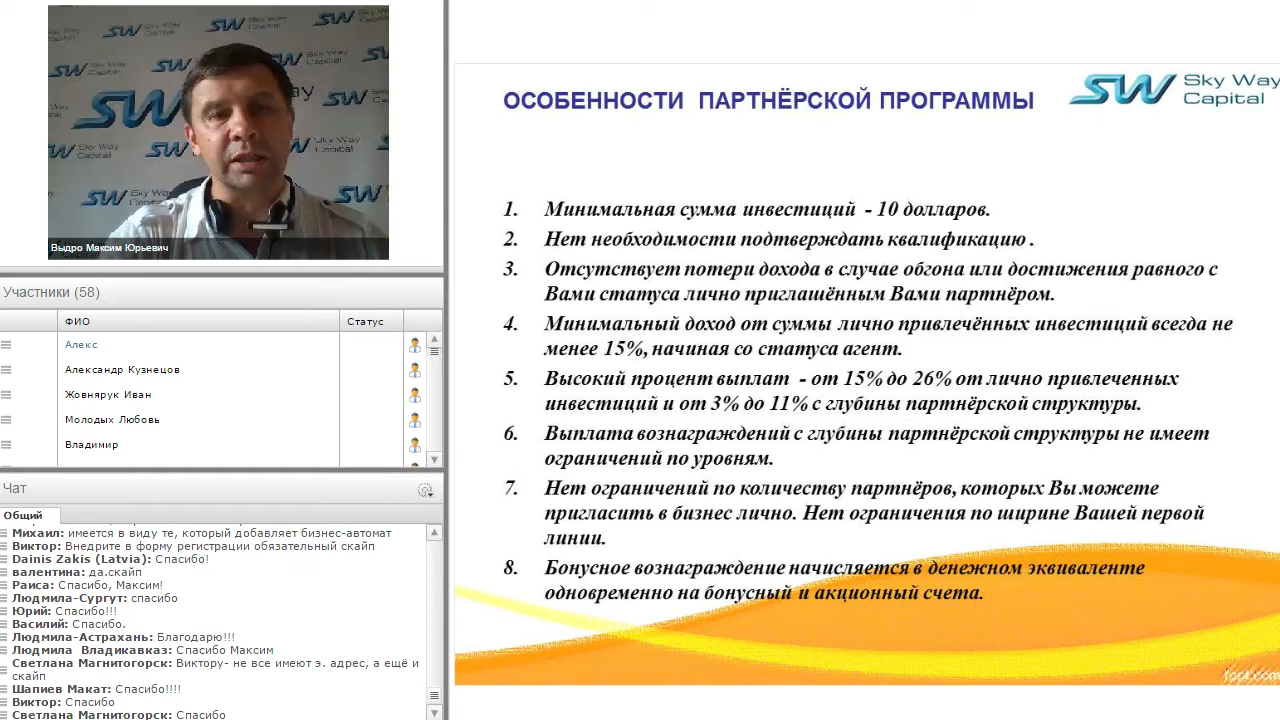 Sky Way
Capital
Выдро Максим Юрьевич
Участники (58)
ФИО
Статус
Алекс
Александр Кузнецов
Жовнярук Иван
Молодых Любовь
Владимир
Чат
Общий
Михаил: имеется в виду те, который добавляет бизнес-автомат
Виктор: Внедрите в форму регистрации обязательный скайп
Dainis Zakis (Latvia): Спасибо!
валентина: да.скайп
Раиса: Спасибо, Максим!
Людмила-Сургут: спасибо
Юрий: Спасибо!!!
Василий: Спасибо.
Людмила-Астрахань: Благодарю!!!
Людмила Владикавказ: Спасибо Максим
Светлана Магнитогорск: Виктору- не все имеют э. адрес, а ещё и
скайп
Шапиев Макат: Спасибо!!!!
Виктор: Спасибо
Светлана Магнитогорск: Спасибо
ОСОБЕННОСТИ ПАРТНЁРСКОЙ ПРОГРАММЫ
SW Sky Way
Capital
1. Минимальная сумма инвестиций - 10 долларов.
2. Нет необходимости подтверждать квалификацию .
3. Отсутствует потери дохода в случае обгона или достижения равного с
Вами статуса лично приглашённым Вами партнёром.
4. Минимальный доход от суммы лично привлечённых инвестиций всегда не
менее 15%, начиная со статуса агент.
5. Высокий процент выплат - от 15% до 26% от лично привлеченных
инвестиций и от 3% до 11% с глубины партнёрской структуры.
6. Выплата вознаграждений с глубины партнёрской структуры не имеет
ограничений по уровням.
7. Нет ограничений по количеству партнёров, которых Вы можете
пригласить в бизнес лично. Нет ограничения по ширине Вашей первой
линии.
8. Бонусное вознаграждение начисляется в денежном эквиваленте
одновременно на бонусный и акционный счета.